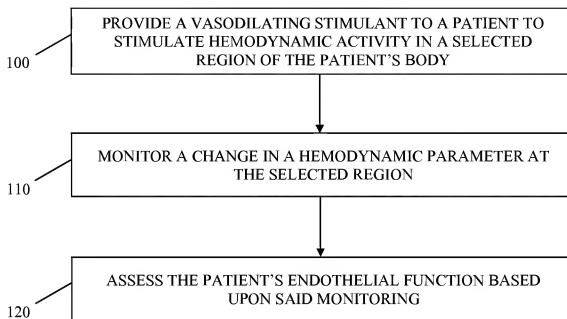 PROVIDE A VASODILATING STIMULANT TO A PATIENT TO
STIMULATE HEMODYNAMIC ACTIVITY IN A SELECTED
REGION OF THE PATIENT'S BODY
100
MONITOR A CHANGE IN A HEMODYNAMIC PARAMETER AT
THE SELECTED REGION
110
ASSESS THE PATIENT'S ENDOTHELIAL FUNCTION BASED
UPON SAID MONITORING
120